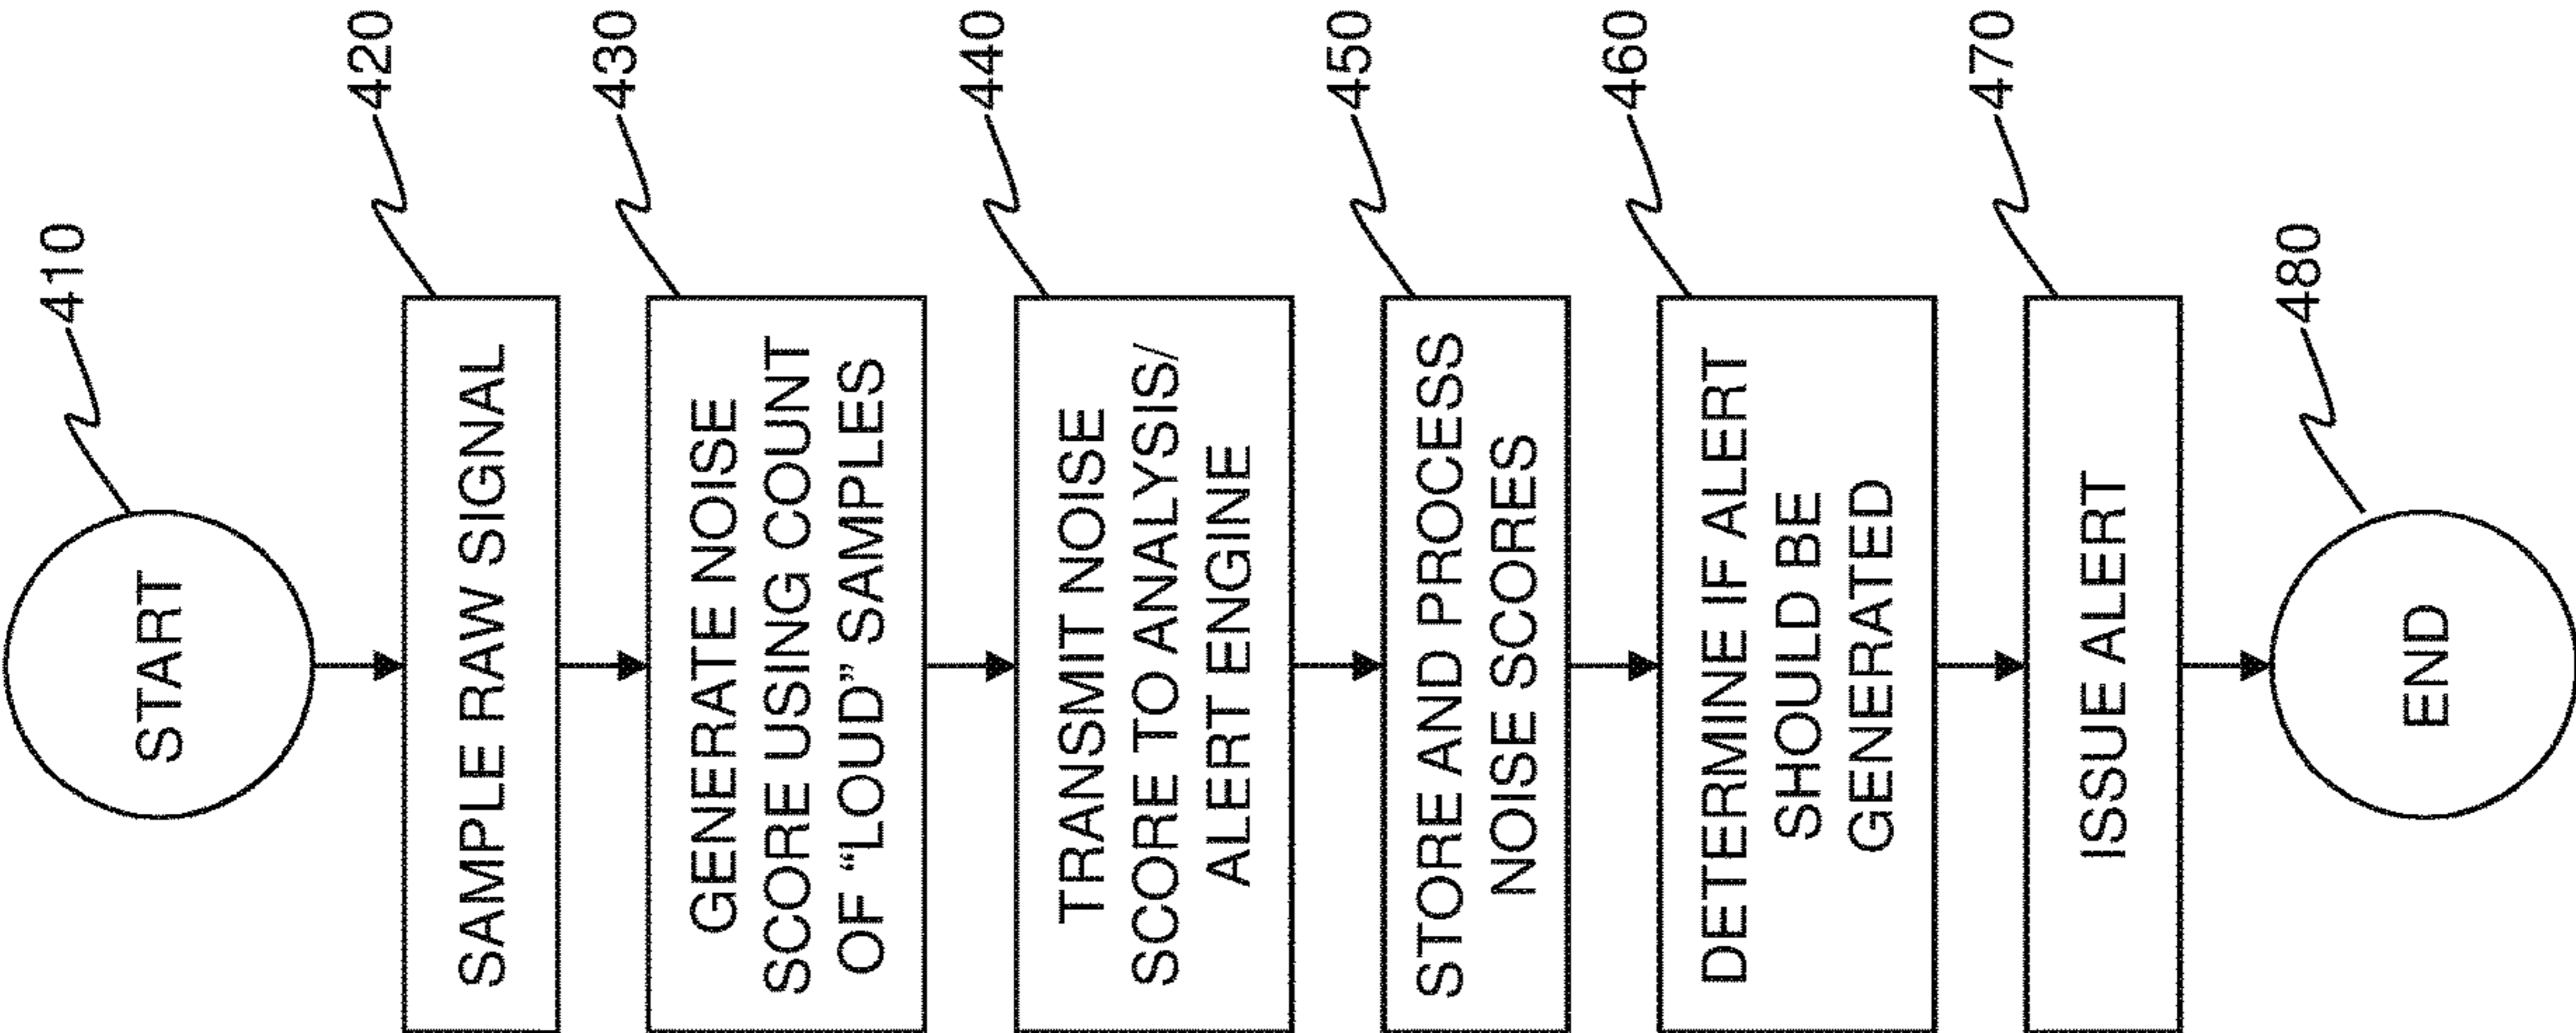 START
410
SAMPLE RAW SIGNAL
420
GENERATE NOISE
SCORE USING COUNT
OF “LOUD” SAMPLES
430
TRANSMIT NOISE
SCORE TO ANALYSIS/
ALERT ENGINE
440
STORE AND PROCESS
NOISE SCORES
450
DETERMINE IF ALERT
SHOULD BE
GENERATED
460
ISSUE ALERT
470
END
480